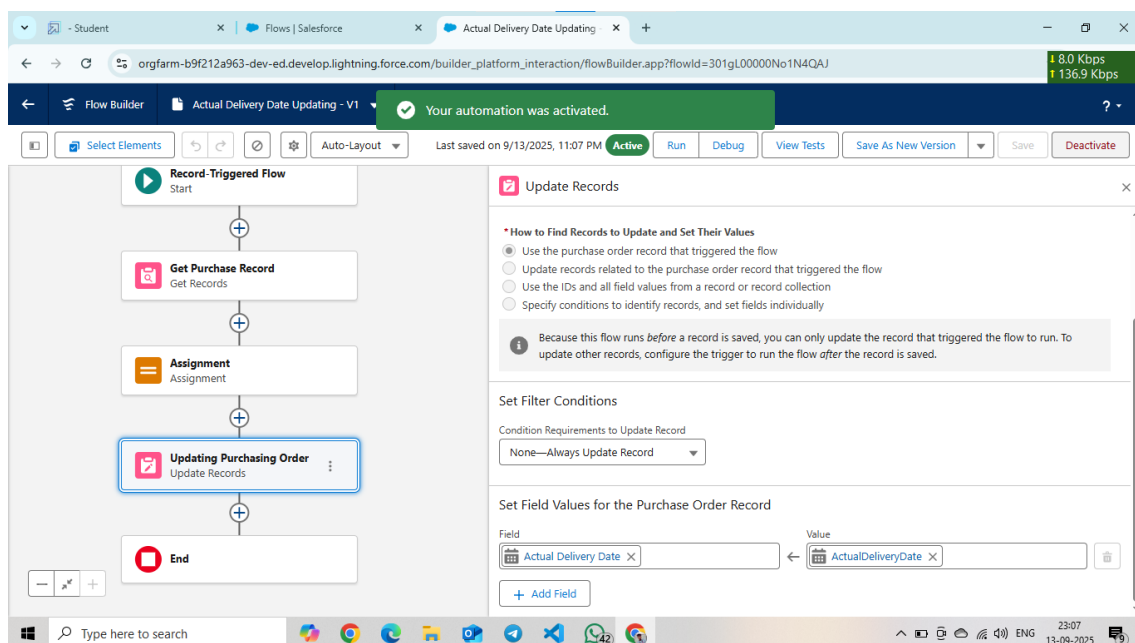 - Student
Flows | Salesforce
Actual Delivery Date Updating -
orgfarm-b9f212a963-dev-ed.develop.lightning.force.com/builder_platform_interaction/flowBuilder.app?flowId=301gL00000No1N4QAJ
8.0 Kbps
136.9 Kbps
Flow Builder
Actual Delivery Date Updating - V1
Your automation was activated.
?
Select Elements
Auto-Layout
Last saved on 9/13/2025, 11:07 PM
Active
Run
Debug
View Tests
Save As New Version
Save
Deactivate
Record-Triggered Flow
Start
Get Purchase Record
Get Records
Assignment
Assignment
Updating Purchasing Order
Update Records
End
Update Records
*How to Find Records to Update and Set Their Values
Use the purchase order record that triggered the flow
Update records related to the purchase order record that triggered the flow
Use the IDs and all field values from a record or record collection
Specify conditions to identify records, and set fields individually
Because this flow runs before a record is saved, you can only update the record that triggered the flow to run. To
update other records, configure the trigger to run the flow after the record is saved.
Set Filter Conditions
Condition Requirements to Update Record
None—Always Update Record
Set Field Values for the Purchase Order Record
Field
Value
Actual Delivery Date
ActualDeliveryDate
+ Add Field
Type here to search
42
ENG
23:07
13-09-2025
9